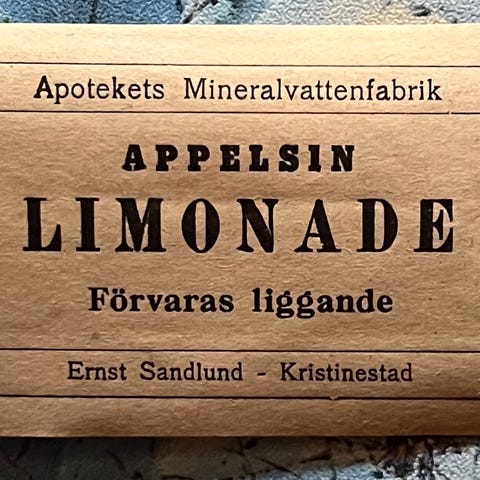 Apotekets Mineralvattenfabrik
APPELSIN
LIMONADE
Förvaras liggande
Ernst Sandlund - Kristinestad